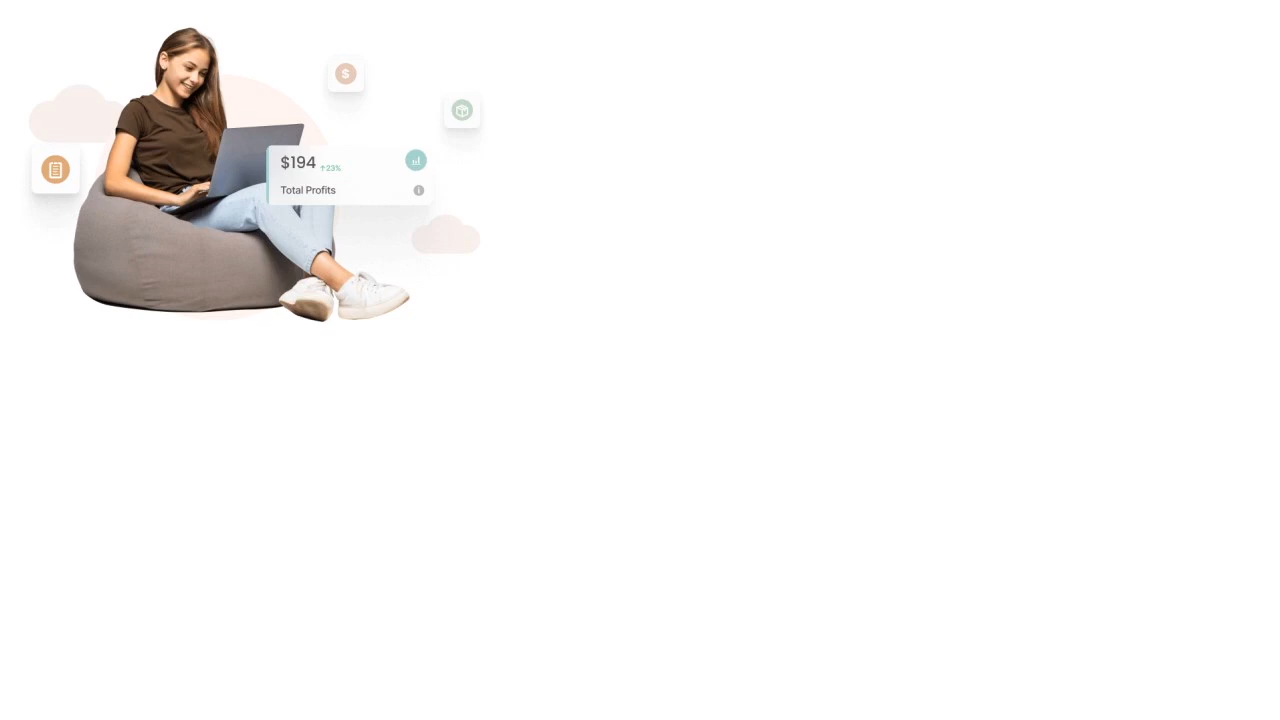 $
$194 ↑23%
Total Profits